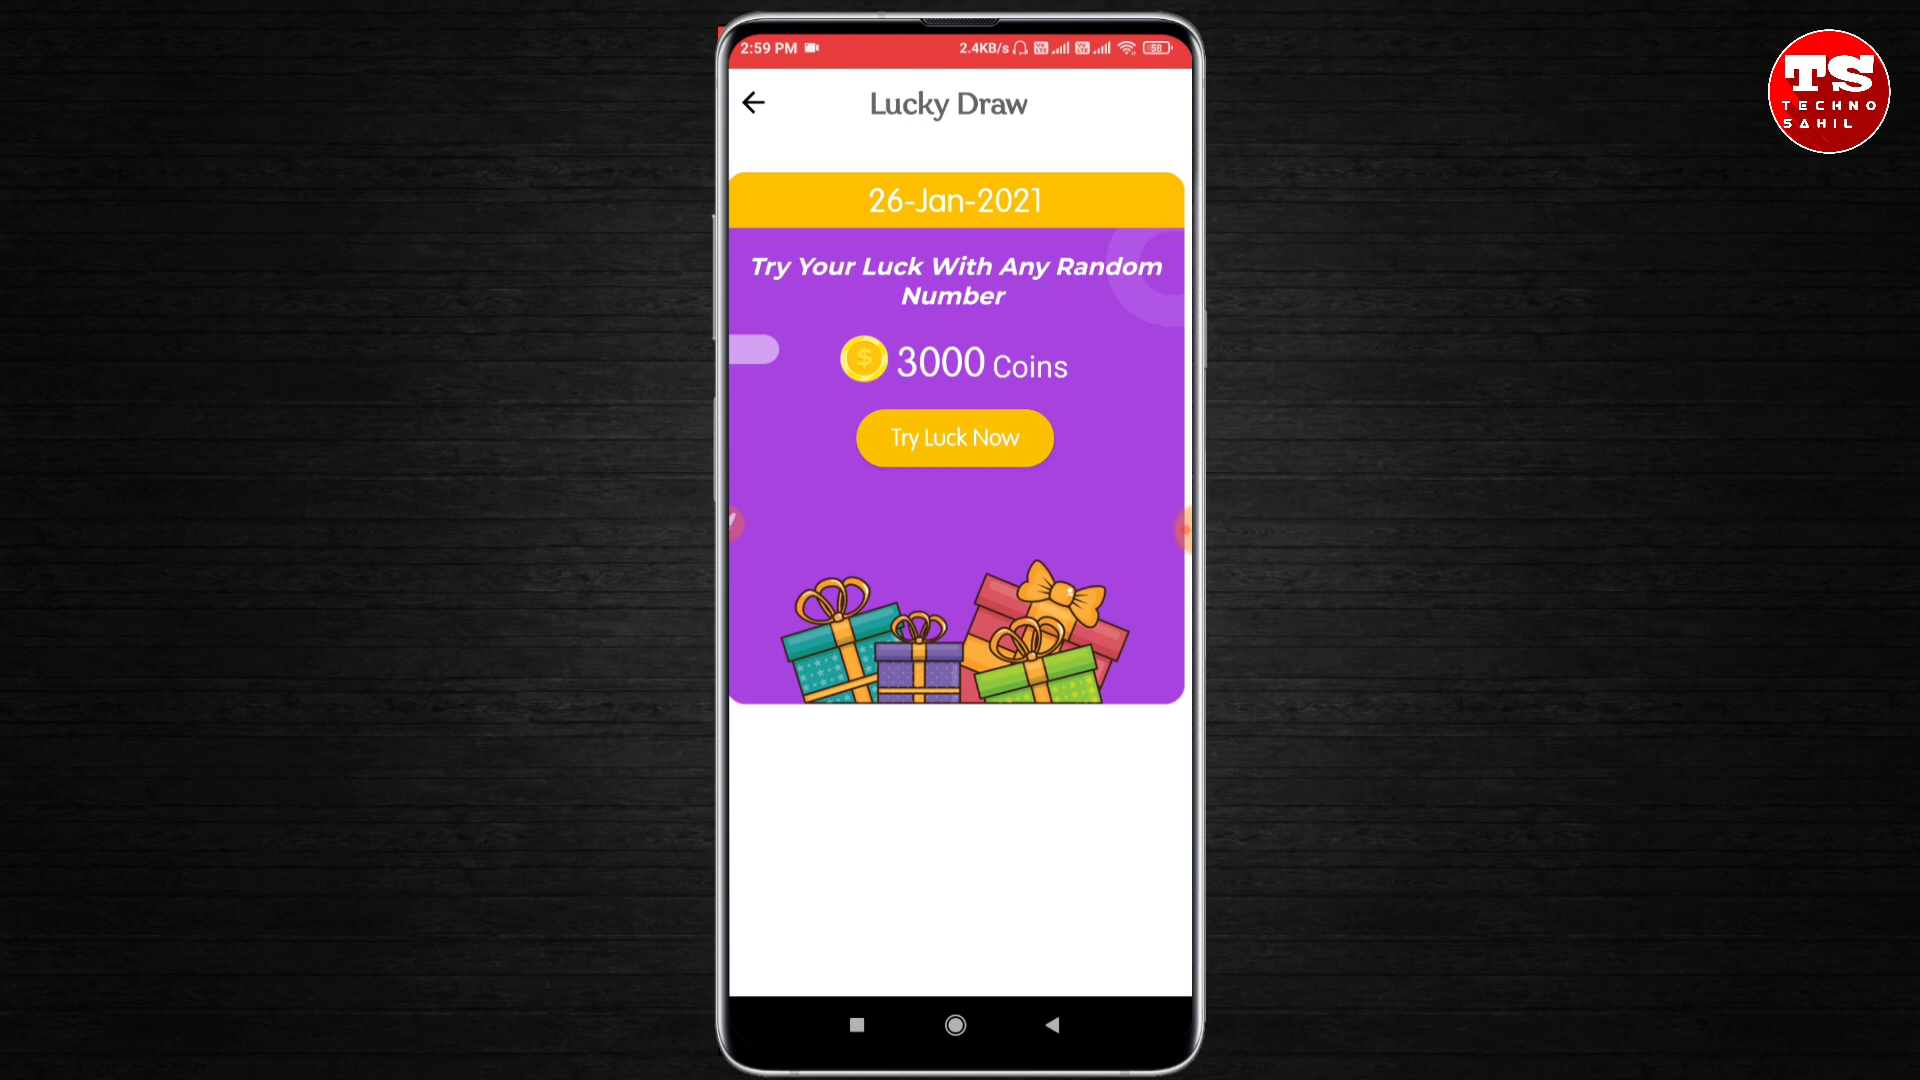 2:59 PM
2.4KB/s
58
TS
TECHNO
SAHIL
Lucky Draw
26-Jan-2021
Try Your Luck With Any Random
Number
$ 3000 Coins
Try Luck Now